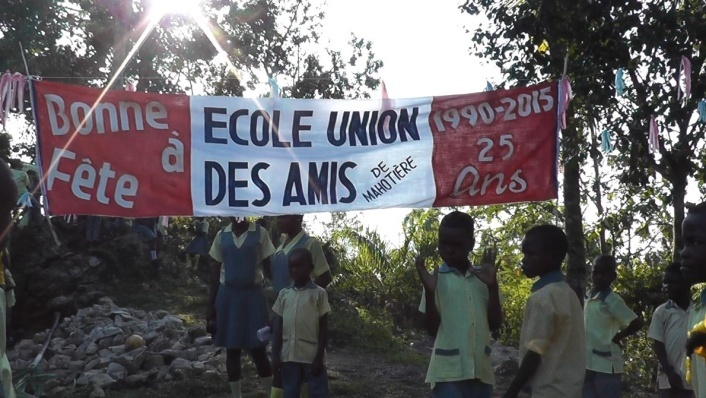 Bonne
à
Fête
ECOLE UNION
DES AMIS DE MAHOTIÈRE
1990-2015
25
Ans